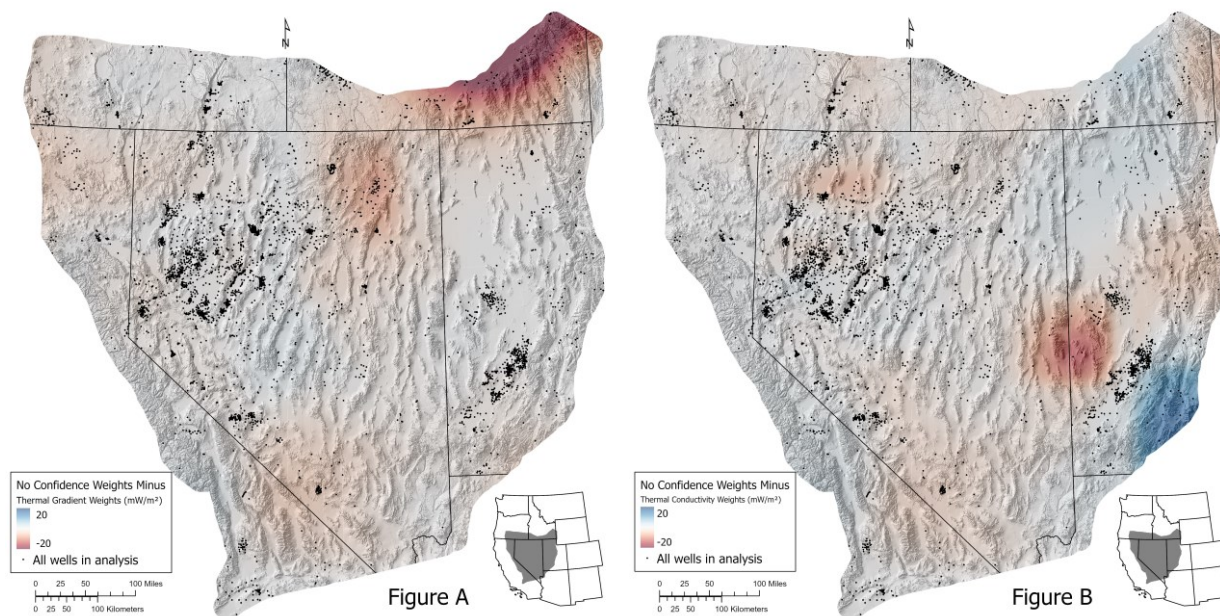 N
No Confidence Weights Minus
Thermal Gradient Weights (mW/m²)
20
-20
All wells in analysis
0 50 100 Miles
0 25 50 100 Kilometers
Figure A
N
No Confidence Weights Minus
Thermal Conductivity Weights (mW/m²)
20
-20
All wells in analysis
0 50 100 Miles
0 25 50 100 Kilometers
Figure B